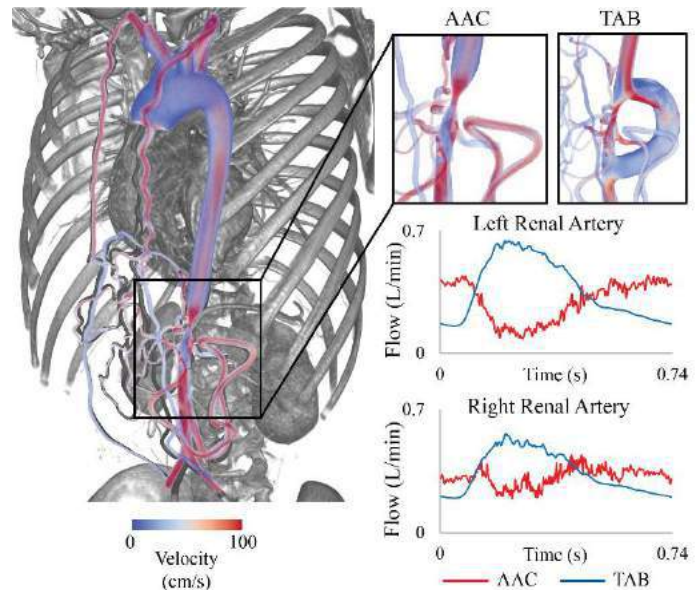 AAC
TAB
Left Renal Artery
0.7
Flow (L/min)
0
0
Time (s)
0.74
Right Renal Artery
0.7
Flow (L/min)
0
0
Time (s)
0.74
AAC
TAB
0
100
Velocity
(cm/s)